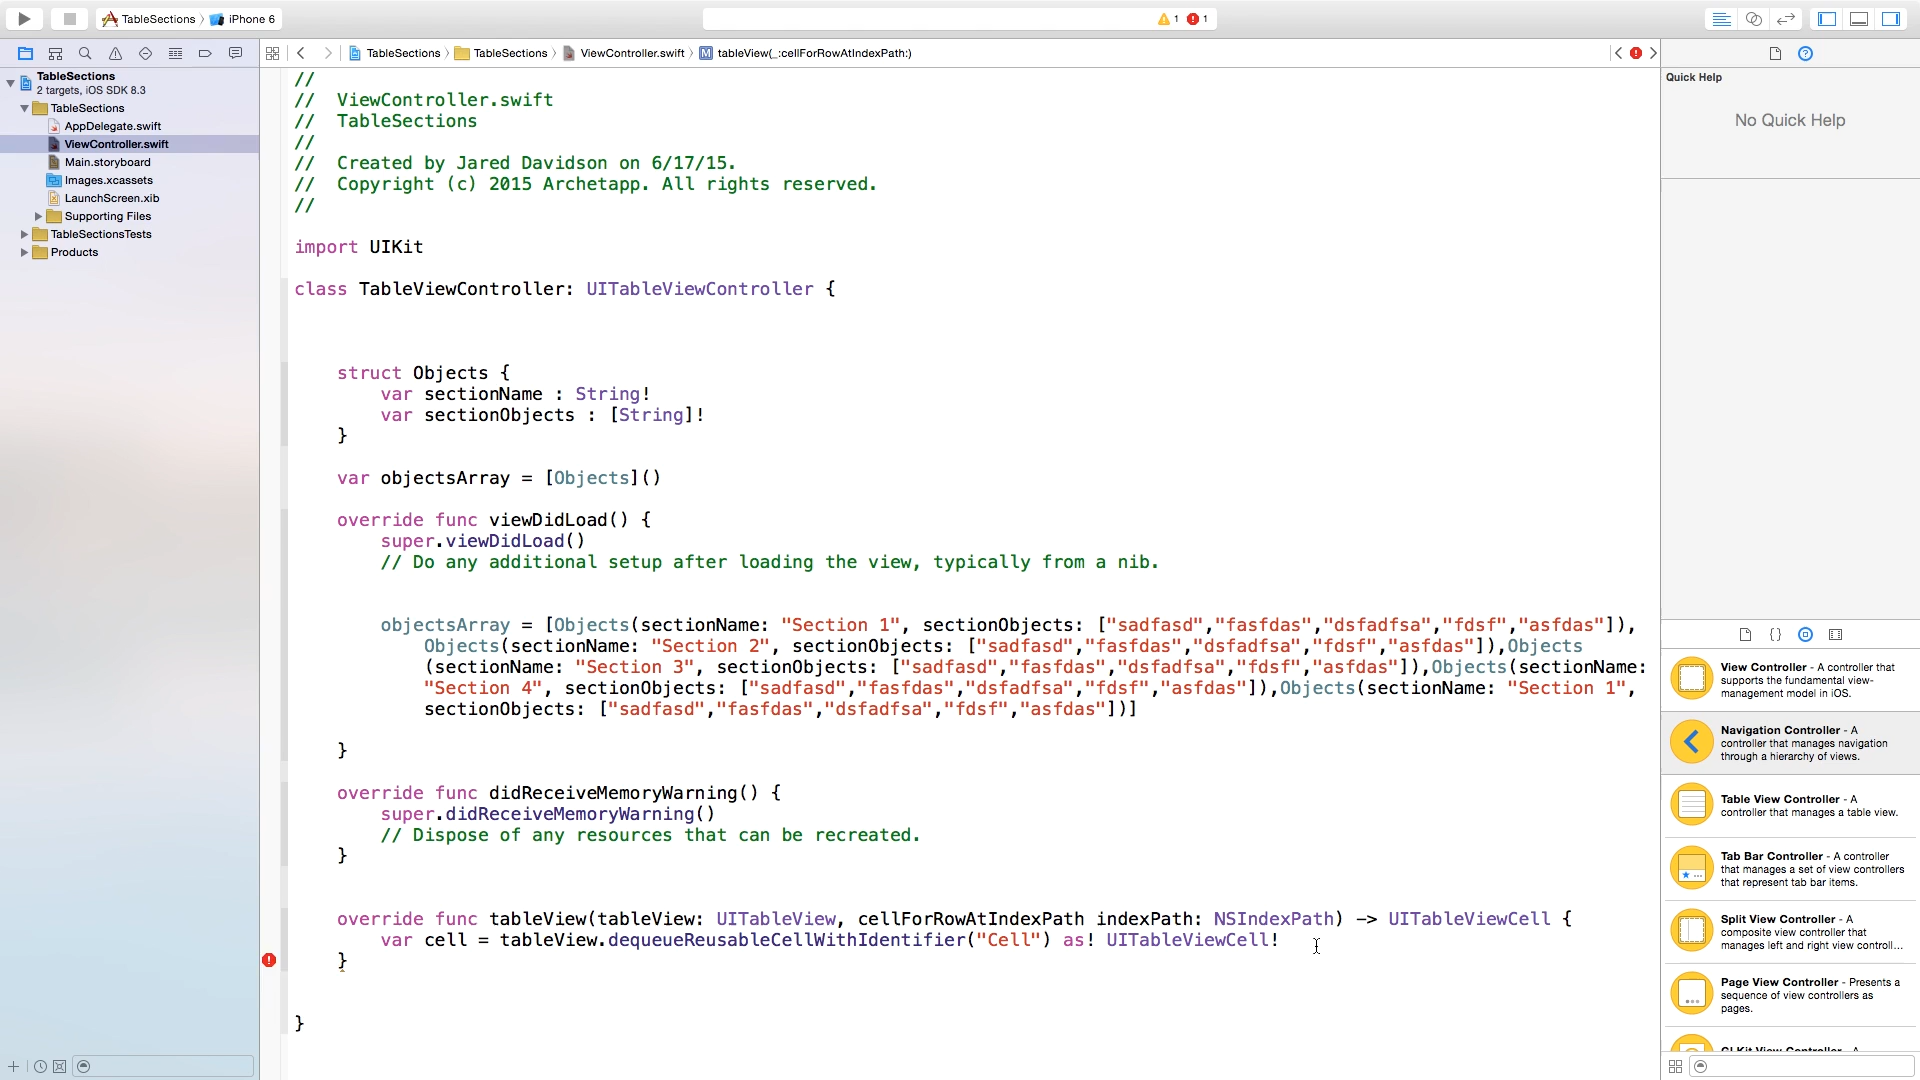 TableSections
iPhone 6
1
1
TableSections
TableSections
ViewController.swift
tableView(_:cellForRowAtIndexPath:)
TableSections
2 targets, iOS SDK 8.3
TableSections
AppDelegate.swift
ViewController.swift
Main.storyboard
Images.xcassets
LaunchScreen.xib
Supporting Files
TableSectionsTests
Products
//
// ViewController.swift
// TableSections
//
// Created by Jared Davidson on 6/17/15.
// Copyright (c) 2015 Archetapp. All rights reserved.
//
import UIKit
class TableViewController: UITableViewController {
struct Objects {
var sectionName : String!
var sectionObjects : [String]!
}
var objectsArray = [Objects]()
override func viewDidLoad() {
super.viewDidLoad()
// Do any additional setup after loading the view, typically from a nib.
objectsArray = [Objects(sectionName: "Section 1", sectionObjects: ["sadfasd","fasfdas","dsfadfsa","fdsf","asfdas"]),
Objects(sectionName: "Section 2", sectionObjects: ["sadfasd","fasfdas","dsfadfsa","fdsf","asfdas"]),Objects
(sectionName: "Section 3", sectionObjects: ["sadfasd","fasfdas","dsfadfsa","fdsf","asfdas"]),Objects(sectionName:
"Section 4", sectionObjects: ["sadfasd","fasfdas","dsfadfsa","fdsf","asfdas"]),Objects(sectionName: "Section 1",
sectionObjects: ["sadfasd","fasfdas","dsfadfsa","fdsf","asfdas"])]
}
override func didReceiveMemoryWarning() {
super.didReceiveMemoryWarning()
// Dispose of any resources that can be recreated.
}
override func tableView(tableView: UITableView, cellForRowAtIndexPath indexPath: NSIndexPath) -> UITableViewCell {
var cell = tableView.dequeueReusableCellWithIdentifier("Cell") as! UITableViewCell!
}
}
Quick Help
No Quick Help
View Controller - A controller that
supports the fundamental view-
management model in iOS.
Navigation Controller - A
controller that manages navigation
through a hierarchy of views.
Table View Controller - A
controller that manages a table view.
Tab Bar Controller - A controller
that manages a set of view controllers
that represent tab bar items.
Split View Controller - A
composite view controller that
manages left and right view controll...
Page View Controller - Presents a
sequence of view controllers as
pages.
GLKit View Controller - A